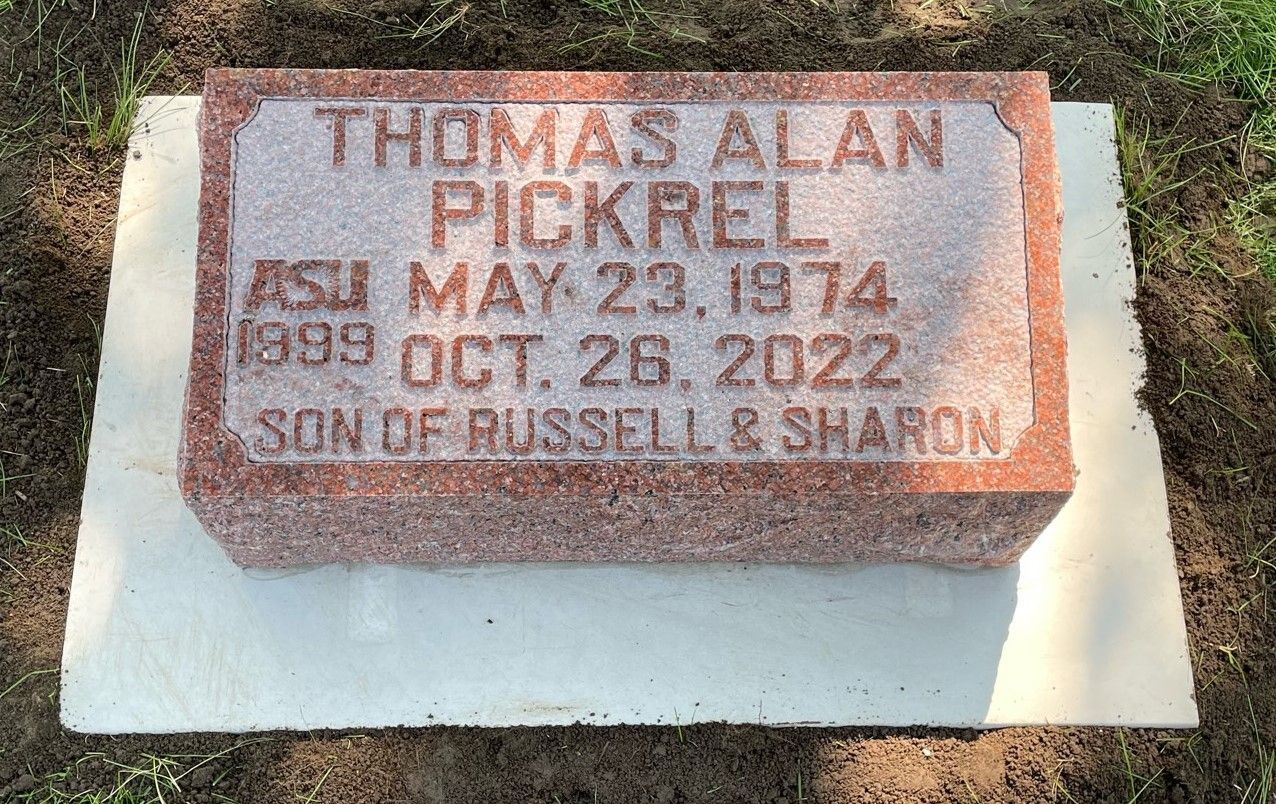 THOMAS ALAN
PICKREL
ASU
1999
MAY 23, 1974
OCT. 26, 2022
SON OF RUSSELL & SHARON